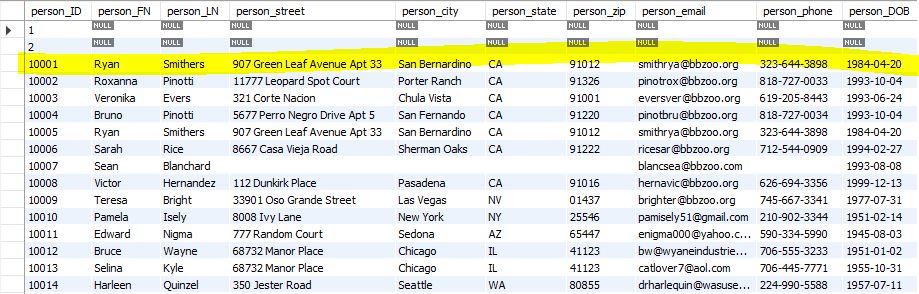 person_ID person_FN person_LN person_street person_city person_state person_zip person_email person_phone person_DOB
1 NULL NULL NULL NULL NULL NULL NULL NULL NULL
2 NULL NULL NULL NULL NULL NULL NULL NULL NULL
10001 Ryan Smithers 907 Green Leaf Avenue Apt 33 San Bernardino CA 91012 smithrya@bbzoo.org 323-644-3898 1984-04-20
10002 Roxanna Pinotti 11777 Leopard Spot Court Porter Ranch CA 91326 pinotrox@bbzoo.org 818-727-0033 1993-10-04
10003 Veronika Evers 321 Corte Nacion Chula Vista CA 91001 eversver@bbzoo.org 619-205-8443 1993-06-24
10004 Bruno Pinotti 5677 Perro Negro Drive Apt 5 San Fernando CA 91220 pinotbru@bbzoo.org 818-727-0034 1993-10-04
10005 Ryan Smithers 907 Green Leaf Avenue Apt 33 San Bernardino CA 91012 smithrya@bbzoo.org 323-644-3898 1984-04-20
10006 Sarah Rice 8667 Casa Vieja Road Sherman Oaks CA 91222 ricesar@bbzoo.org 712-544-0909 1994-02-27
10007 Sean Blanchard blancsea@bbzoo.com 1993-08-08
10008 Victor Hernandez 112 Dunkirk Place Pasadena CA 91016 hernavic@bbzoo.org 626-694-3356 1999-12-13
10009 Teresa Bright 33901 Oso Grande Street Las Vegas NV 01437 brighter@bbzoo.org 745-667-3341 1977-07-31
10010 Pamela Isely 8008 Ivy Lane New York NY 25546 pamisely51@gmail.com 210-902-3344 1951-02-14
10011 Edward Nigma 777 Random Court Sedona AZ 65447 enigma000@yahoo.com... 590-334-5990 1945-08-03
10012 Bruce Wayne 68732 Manor Place Chicago IL 41123 bw@wyaneindustrie... 706-555-3233 1951-01-02
10013 Selina Kyle 68732 Manor Place Chicago IL 41123 catlover7@aol.com 706-445-7771 1955-10-31
10014 Harleen Quinzel 350 Jester Road Seattle WA 80855 drharlequin@wasuse... 224-990-5588 1957-07-11